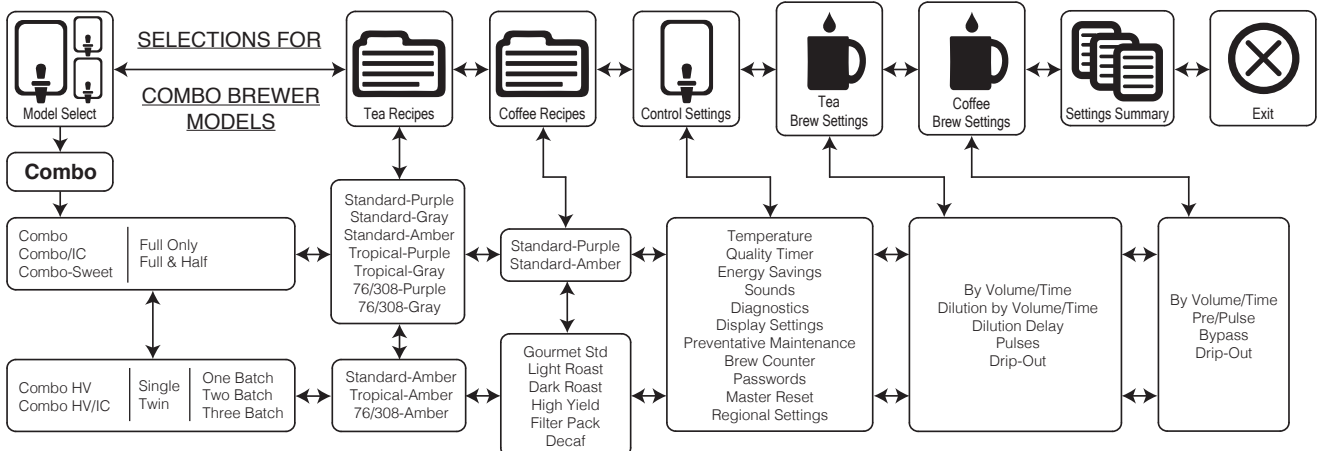 SELECTIONS FOR
COMBO BREWER
MODELS
Model Select
Tea Recipes
Coffee Recipes
Control Settings
Tea
Brew Settings
Coffee
Brew Settings
Settings Summary
Exit
Combo
Combo
Combo/IC
Combo-Sweet
Full Only
Full & Half
Standard-Purple
Standard-Gray
Standard-Amber
Tropical-Purple
Tropical-Gray
76/308-Purple
76/308-Gray
Standard-Purple
Standard-Amber
Temperature
Quality Timer
Energy Savings
Sounds
Diagnostics
Display Settings
Preventative Maintenance
Brew Counter
Passwords
Master Reset
Regional Settings
By Volume/Time
Dilution by Volume/Time
Dilution Delay
Pulses
Drip-Out
By Volume/Time
Pre/Pulse
Bypass
Drip-Out
Combo HV
Combo HV/IC
Single
Twin
One Batch
Two Batch
Three Batch
Standard-Amber
Tropical-Amber
76/308-Amber
Gourmet Std
Light Roast
Dark Roast
High Yield
Filter Pack
Decaf